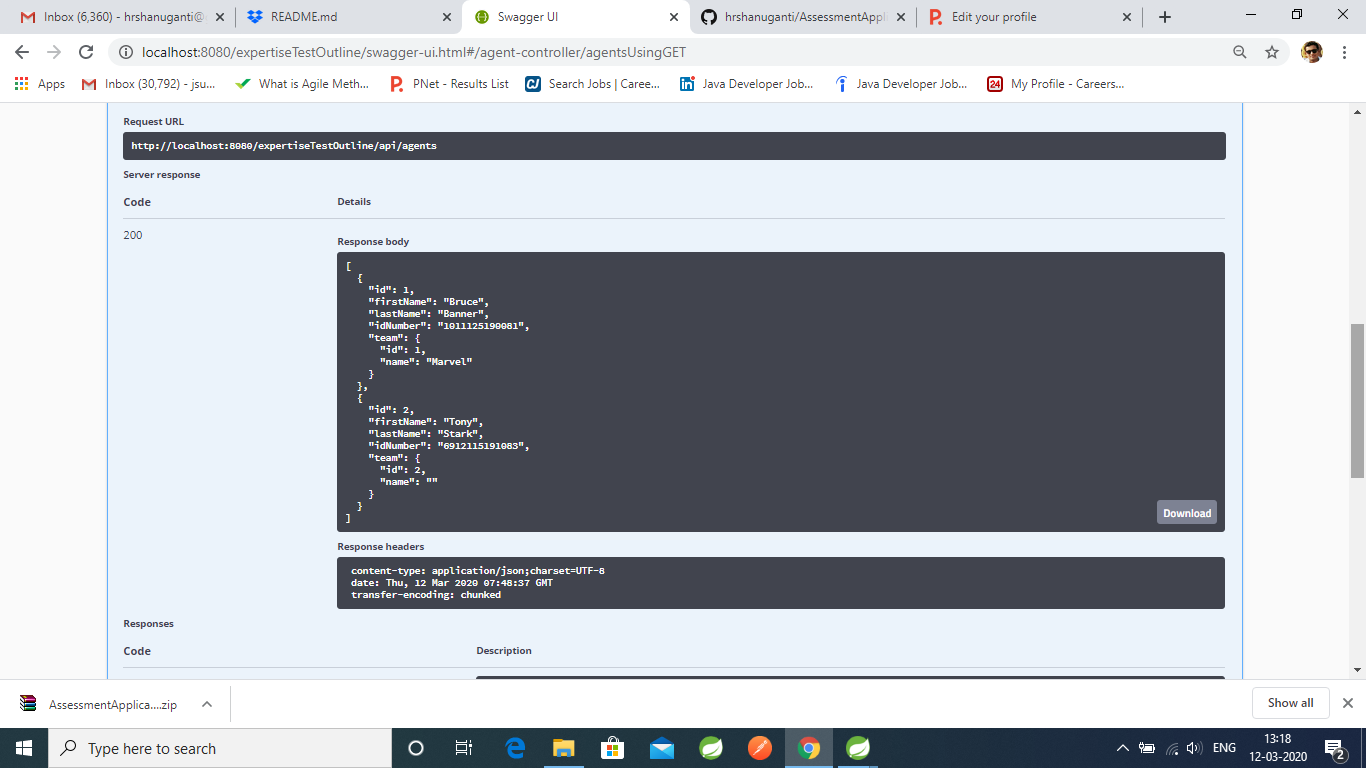 Inbox (6,360) - hrshanuganti@
README.md
Swagger UI
hrshanuganti/AssessmentAppli
Edit your profile
localhost:8080/expertiseTestOutline/swagger-ui.html#/agent-controller/agentsUsingGET
Apps
Inbox (30,792) - jsu...
What is Agile Meth...
PNet - Results List
Search Jobs | Caree...
Java Developer Job...
Java Developer Job...
24
My Profile - Careers...
Request URL
http://localhost:8080/expertiseTestOutline/api/agents
Server response
Code Details
200
Response body
[
{
"id": 1,
"firstName": "Bruce",
"lastName": "Banner",
"idNumber": "1011125190081",
"team": {
"id": 1,
"name": "Marvel"
}
},
{
"id": 2,
"firstName": "Tony",
"lastName": "Stark",
"idNumber": "6912115191083",
"team": {
"id": 2,
"name": ""
}
}
]
Download
Response headers
content-type: application/json;charset=UTF-8
date: Thu, 12 Mar 2020 07:48:37 GMT
transfer-encoding: chunked
Responses
Code Description
AssessmentApplica....zip
Show all
Type here to search
ENG
13:18
12-03-2020
2